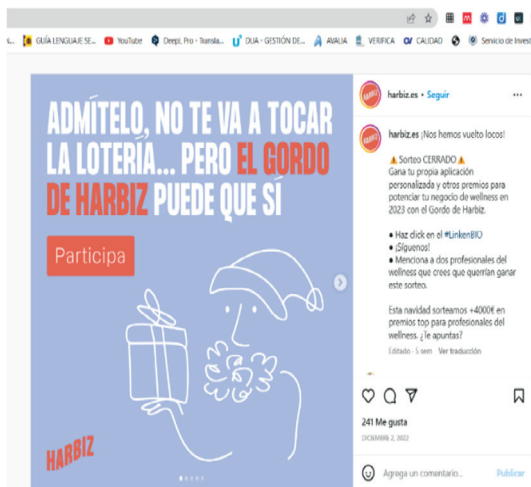 GUÍA LENGUAJE SE...
YouTube
DeepL Pro - Transla...
DUA - GESTIÓN DE...
AVALIA
VERIFICA
CALIDAD
Servicio de Invest
ADMÍTELO, NO TE VA A TOCAR
LA LOTERÍA... PERO EL GORDO
DE HARBIZ PUEDE QUE SÍ
Participa
HARBIZ
harbiz.es • Seguir
harbiz.es ¡Nos hemos vuelto locos!
⚠️Sorteo CERRADO⚠️
Gana tu propia aplicación
personalizada y otros premios para
potenciar tu negocio de wellness en
2023 con el Gordo de Harbiz.
● Haz click en el #LinkenBIO
● ¡Síguenos!
● Menciona a dos profesionales del
wellness que crees que querrían ganar
este sorteo.
Esta navidad sorteamos +4000€ en
premios top para profesionales del
wellness. ¿Te apuntas?
Editado · 5 sem Ver traducción
241 Me gusta
DICIEMBRE 2, 2022
Agrega un comentario... Publicar